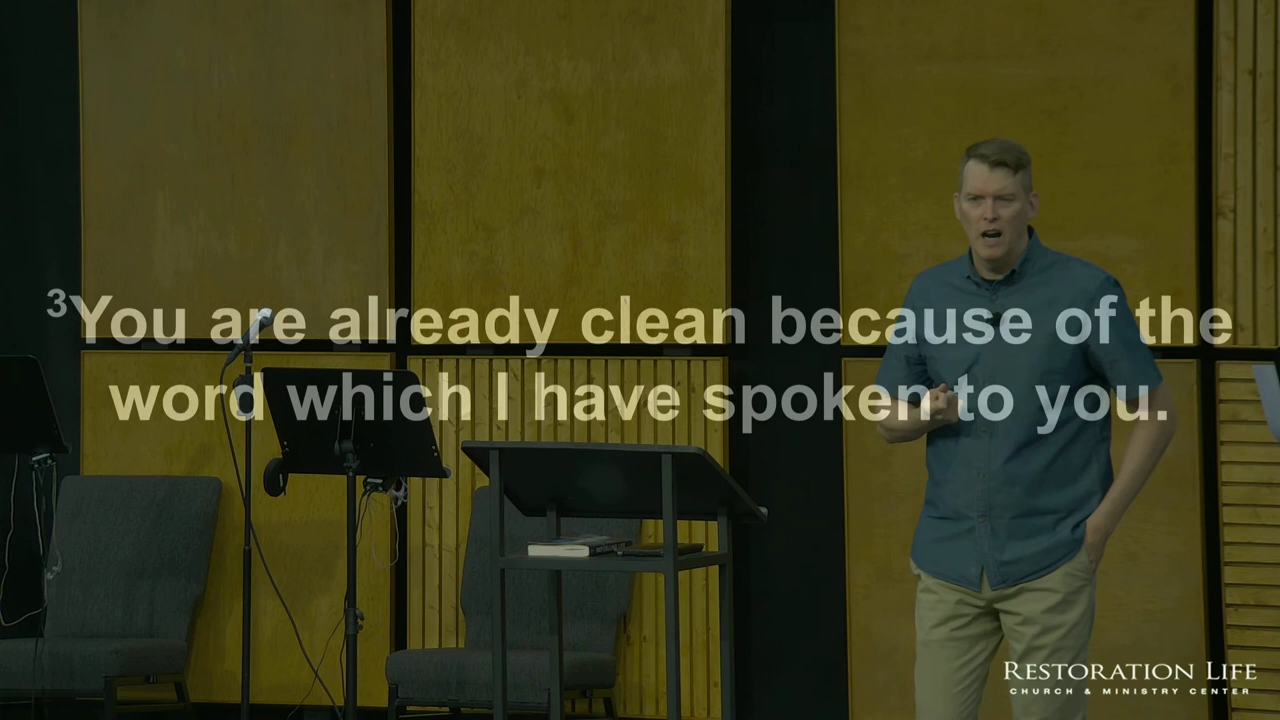 ³You are already clean because of the
word which I have spoken to you.
RESTORATION LIFE
CHURCH & MINISTRY CENTER